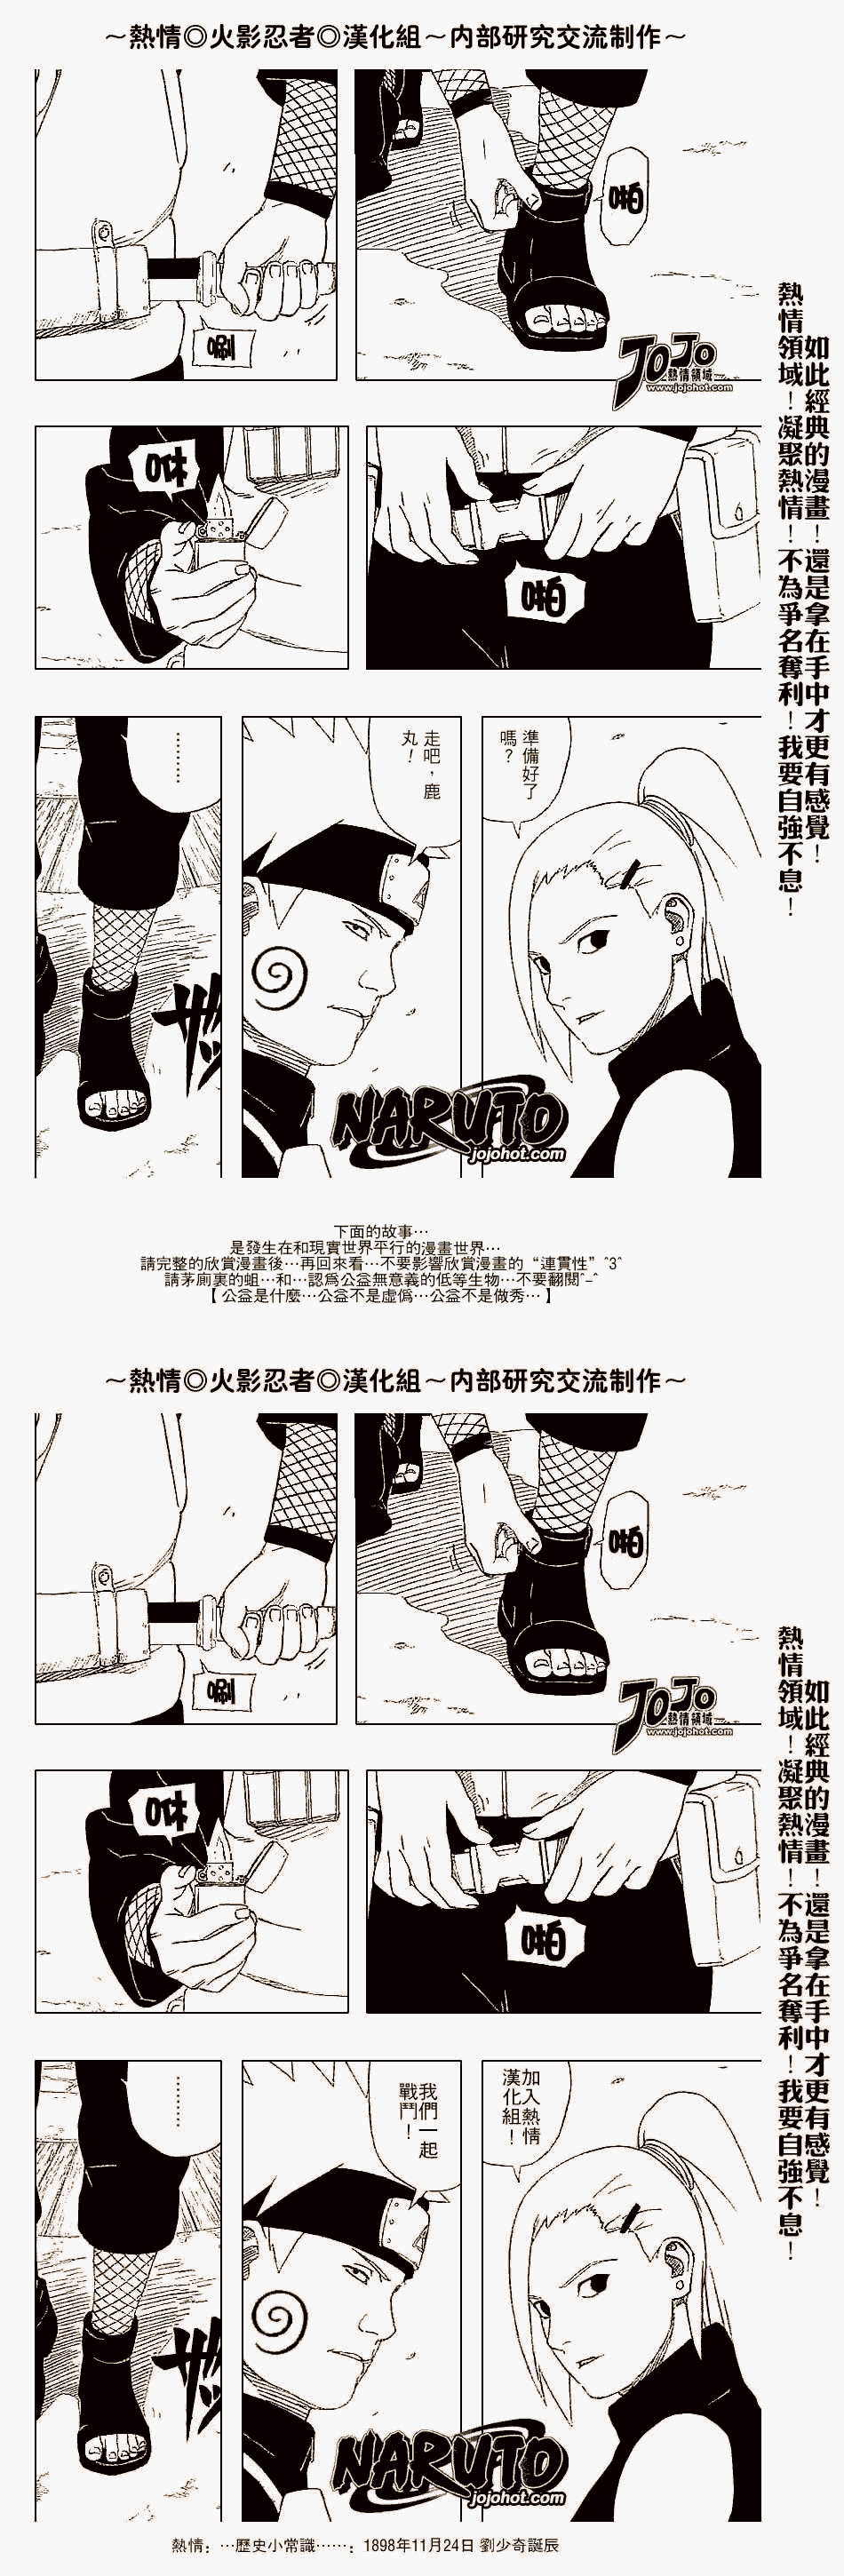 ～熱情◎火影忍者◎漢化組～内部研究交流制作～
如此經典的漫畫！還是拿在手中才更有感覺！
熱情領域！凝聚熱情！不為爭名奪利！我要自強不息！
JOJO
熱情領域
www.jojohot.com
準備好了
嗎？
走吧，鹿
丸！
………
NARUTO
jojohot.com
下面的故事…
是發生在和現實世界平行的漫畫世界…
請完整的欣賞漫畫後…再回來看…不要影響欣賞漫畫的“連貫性”ˆ3ˆ
請茅厠裏的蛆…和…認爲公益無意義的低等生物…不要翻閱ˆ–ˆ
【 公益是什麼…公益不是虛僞…公益不是做秀… 】
～熱情◎火影忍者◎漢化組～内部研究交流制作～
如此經典的漫畫！還是拿在手中才更有感覺！
熱情領域！凝聚熱情！不為爭名奪利！我要自強不息！
JOJO
熱情領域
www.jojohot.com
加入熱情
漢化組！
我們一起
戰鬥！
………
NARUTO
jojohot.com
熱情：…歷史小常識……：1898年11月24日 劉少奇誕辰